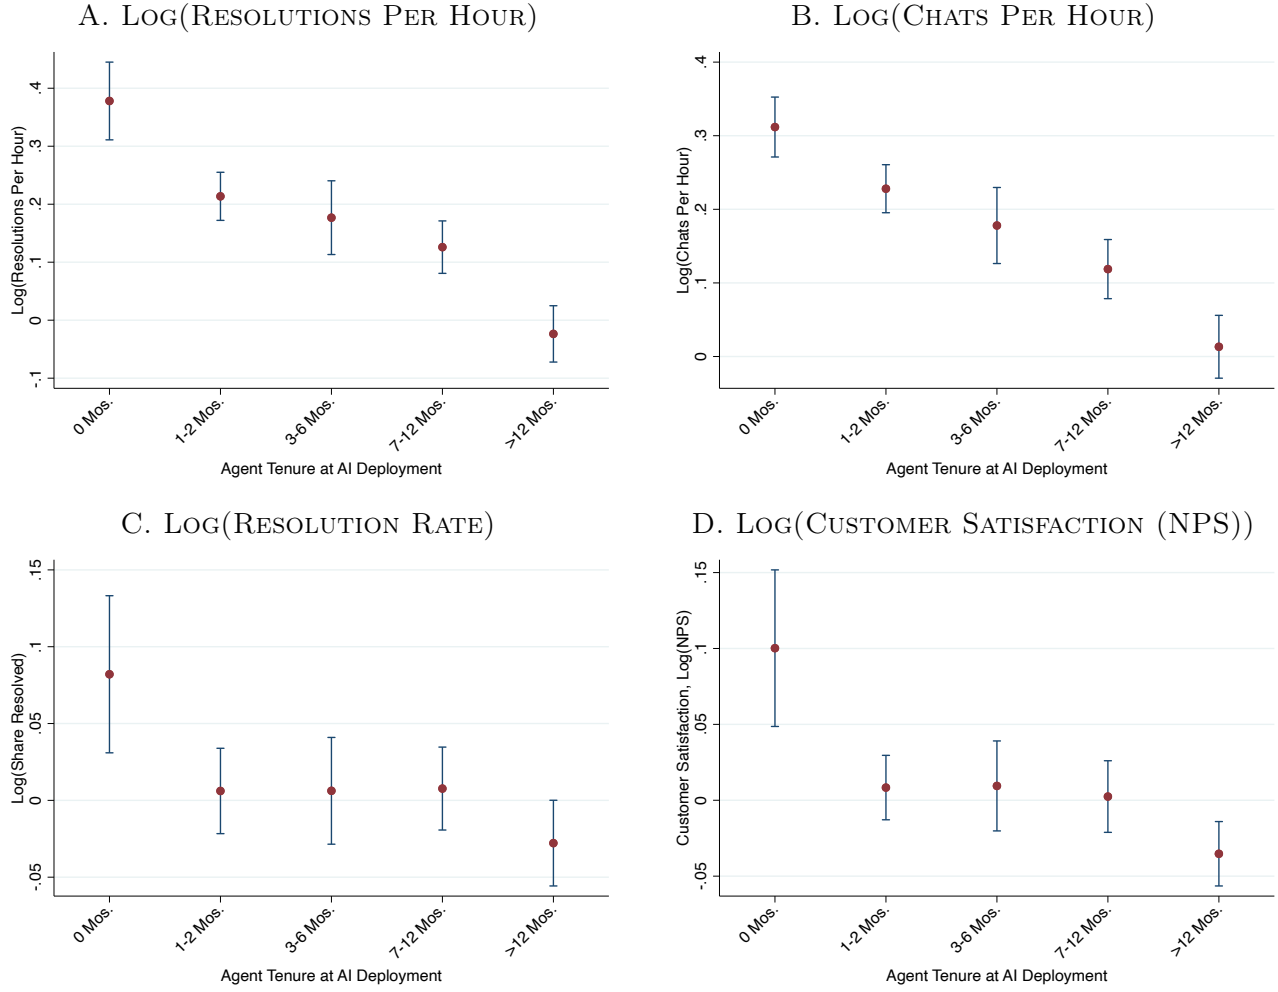 A. Log(Resolutions Per Hour)
Log(Resolutions Per Hour)
.4
.3
.2
.1
0
-.1
0 Mos.
1-2 Mos.
3-6 Mos.
7-12 Mos.
>12 Mos.
Agent Tenure at AI Deployment
B. Log(Chats Per Hour)
Log(Chats Per Hour)
.4
.3
.2
.1
0
0 Mos.
1-2 Mos.
3-6 Mos.
7-12 Mos.
>12 Mos.
Agent Tenure at AI Deployment
C. Log(Resolution Rate)
Log(Share Resolved)
.15
.1
.05
0
-.05
0 Mos.
1-2 Mos.
3-6 Mos.
7-12 Mos.
>12 Mos.
Agent Tenure at AI Deployment
D. Log(Customer Satisfaction (NPS))
Customer Satisfaction, Log(NPS)
.15
.1
.05
0
-.05
0 Mos.
1-2 Mos.
3-6 Mos.
7-12 Mos.
>12 Mos.
Agent Tenure at AI Deployment